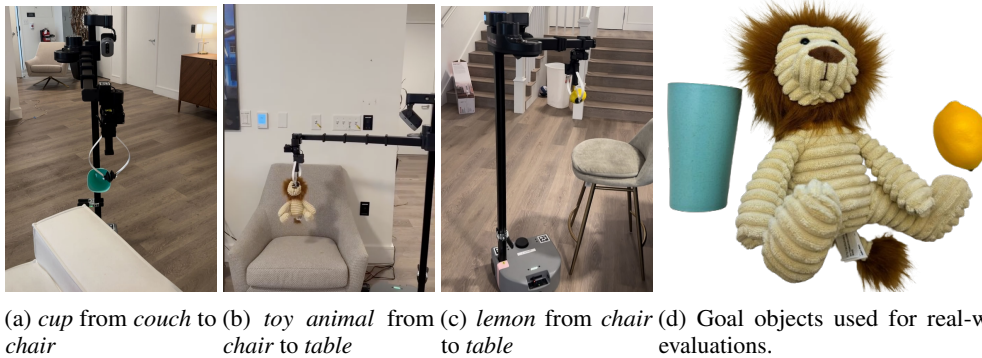 (a) cup from couch to
chair
(b) toy animal from
chair to table
(c) lemon from chair
to table
(d) Goal objects used for real-w
evaluations.